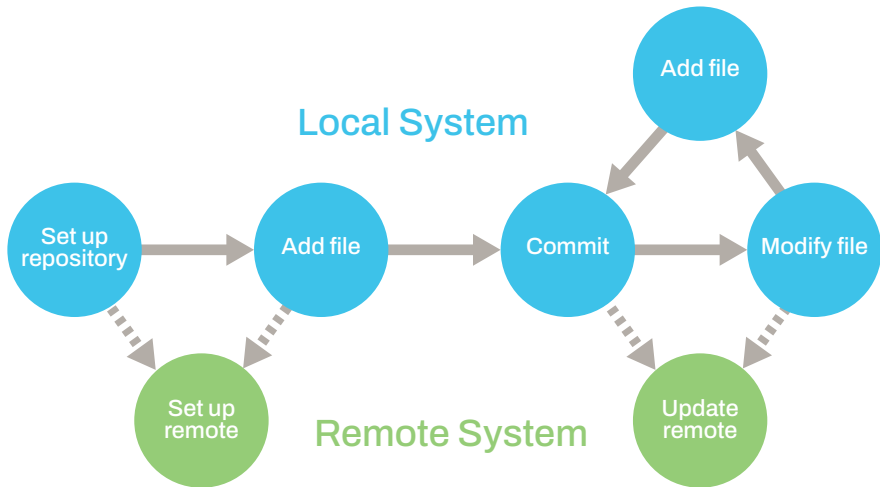 Add file
Local System
Set up
repository
Add file
Commit
Modify file
Set up
remote
Remote System
Update
remote